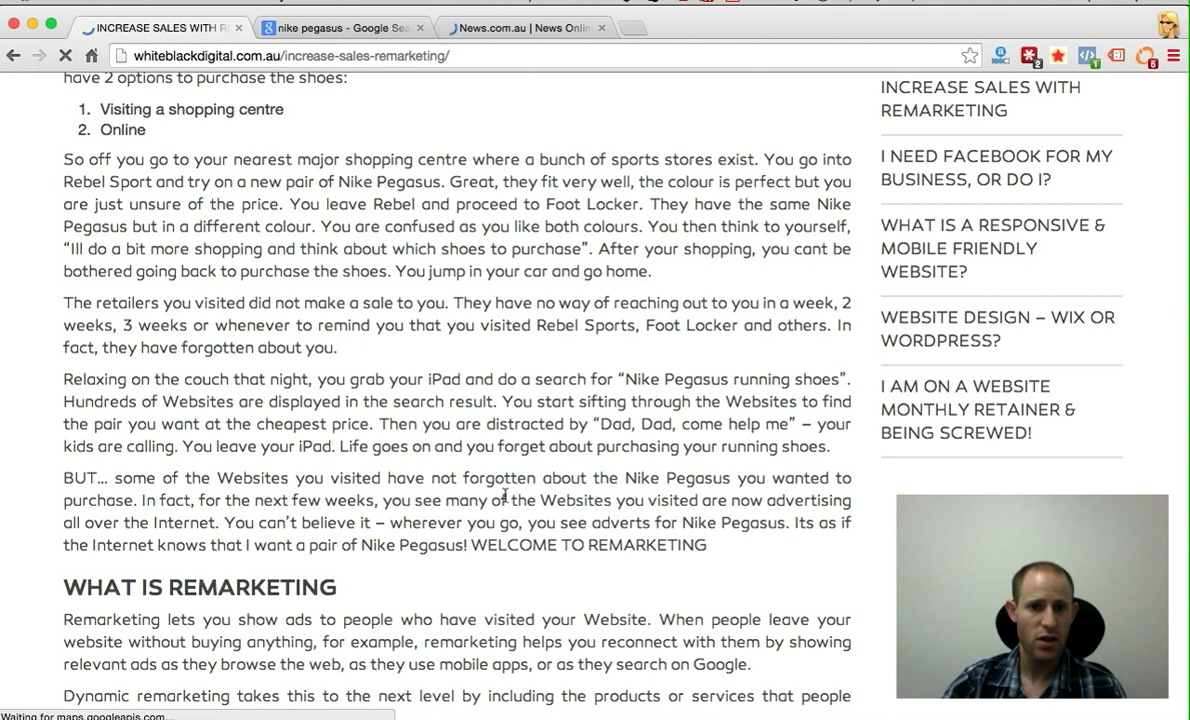 INCREASE SALES WITH R
nike pegasus - Google Sea
News.com.au | News Onlin
whiteblackdigital.com.au/increase-sales-remarketing/
2
1
5
have 2 options to purchase the shoes:
1. Visiting a shopping centre
2. Online
So off you go to your nearest major shopping centre where a bunch of sports stores exist. You go into
Rebel Sport and try on a new pair of Nike Pegasus. Great, they fit very well, the colour is perfect but you
are just unsure of the price. You leave Rebel and proceed to Foot Locker. They have the same Nike
Pegasus but in a different colour. You are confused as you like both colours. You then think to yourself,
“Ill do a bit more shopping and think about which shoes to purchase”. After your shopping, you cant be
bothered going back to purchase the shoes. You jump in your car and go home.
The retailers you visited did not make a sale to you. They have no way of reaching out to you in a week, 2
weeks, 3 weeks or whenever to remind you that you visited Rebel Sports, Foot Locker and others. In
fact, they have forgotten about you.
Relaxing on the couch that night, you grab your iPad and do a search for “Nike Pegasus running shoes”.
Hundreds of Websites are displayed in the search result. You start sifting through the Websites to find
the pair you want at the cheapest price. Then you are distracted by “Dad, Dad, come help me” – your
kids are calling. You leave your iPad. Life goes on and you forget about purchasing your running shoes.
BUT... some of the Websites you visited have not forgotten about the Nike Pegasus you wanted to
purchase. In fact, for the next few weeks, you see many of the Websites you visited are now advertising
all over the Internet. You can’t believe it – wherever you go, you see adverts for Nike Pegasus. Its as if
the Internet knows that I want a pair of Nike Pegasus! WELCOME TO REMARKETING
WHAT IS REMARKETING
Remarketing lets you show ads to people who have visited your Website. When people leave your
website without buying anything, for example, remarketing helps you reconnect with them by showing
relevant ads as they browse the web, as they use mobile apps, or as they search on Google.
Dynamic remarketing takes this to the next level by including the products or services that people
INCREASE SALES WITH
REMARKETING
I NEED FACEBOOK FOR MY
BUSINESS, OR DO I?
WHAT IS A RESPONSIVE &
MOBILE FRIENDLY
WEBSITE?
WEBSITE DESIGN – WIX OR
WORDPRESS?
I AM ON A WEBSITE
MONTHLY RETAINER &
BEING SCREWED!
Waiting for maps.googleapis.com...